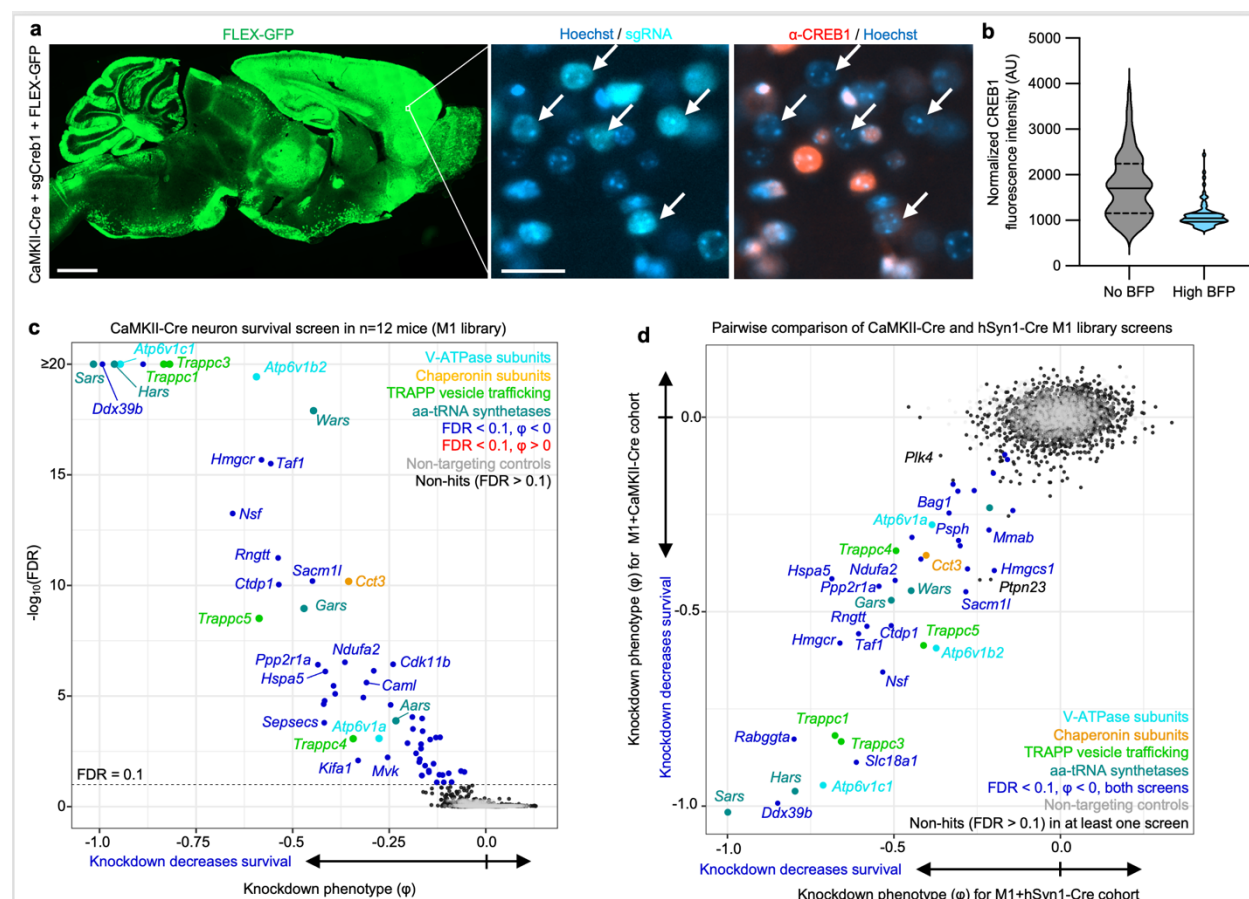 a
FLEX-GFP
Hoechst / sgRNA
α-CREB1 / Hoechst
CaMKII-Cre + sgCreb1 + FLEX-GFP
b
Normalized CREB1
fluorescence intensity (AU)
5000
4000
3000
2000
1000
0
No BFP
High BFP
c
CaMKII-Cre neuron survival screen in n=12 mice (M1 library)
-log10(FDR)
≥20
15
10
5
0
V-ATPase subunits
Chaperonin subunits
TRAPP vesicle trafficking
aa-tRNA synthetases
FDR < 0.1, φ < 0
FDR < 0.1, φ > 0
Non-targeting controls
Non-hits (FDR > 0.1)
Atp6v1c1
Trappc3
Sars
Hars
Trappc1
Ddx39b
Atp6v1b2
Wars
Hmgcr
Taf1
Nsf
Rngtt
Sacm1l
Cct3
Ctdp1
Gars
Trappc5
Ndufa2
Ppp2r1a
Cdk11b
Hspa5
Caml
Sepsecs
Aars
Atp6v1a
Trappc4
Kifa1
Mvk
FDR = 0.1
-1.0
-0.75
-0.5
-0.25
0.0
Knockdown decreases survival
Knockdown phenotype (φ)
d
Pairwise comparison of CaMKII-Cre and hSyn1-Cre M1 library screens
Knockdown phenotype (φ) for M1+CaMKII-Cre cohort
Knockdown decreases survival
0.0
-0.5
-1.0
Plk4
Bag1
Atp6v1a
Psph
Mmab
Trappc4
Cct3
Hmgcs1
Hspa5
Ndufa2
Ptpn23
Ppp2r1a
Wars
Sacm1l
Gars
Rngtt
Ctdp1
Trappc5
Hmgcr
Taf1
Atp6v1b2
Nsf
Trappc1
Rabggta
Trappc3
Slc18a1
Hars
Atp6v1c1
Sars
Ddx39b
V-ATPase subunits
Chaperonin subunits
TRAPP vesicle trafficking
aa-tRNA synthetases
FDR < 0.1, φ < 0, both screens
Non-targeting controls
Non-hits (FDR > 0.1) in at least one screen
-1.0
-0.5
0.0
Knockdown decreases survival
Knockdown phenotype (φ) for M1+hSyn1-Cre cohort